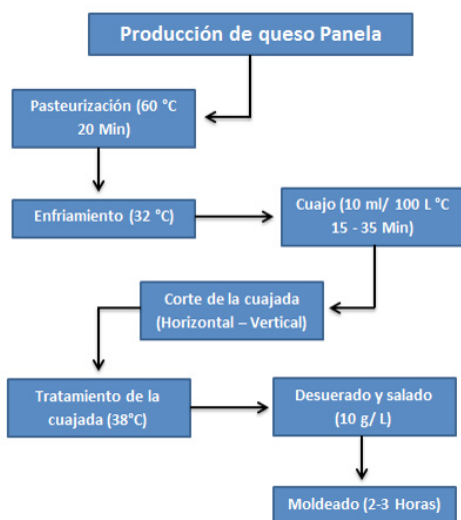 Producción de queso Panela
Pasteurización (60 °C
20 Min)
Enfriamiento (32 °C)
Cuajo (10 ml/ 100 L °C
15 - 35 Min)
Corte de la cuajada
(Horizontal – Vertical)
Tratamiento de la
cuajada (38°C)
Desuerado y salado
(10 g/ L)
Moldeado (2-3 Horas)